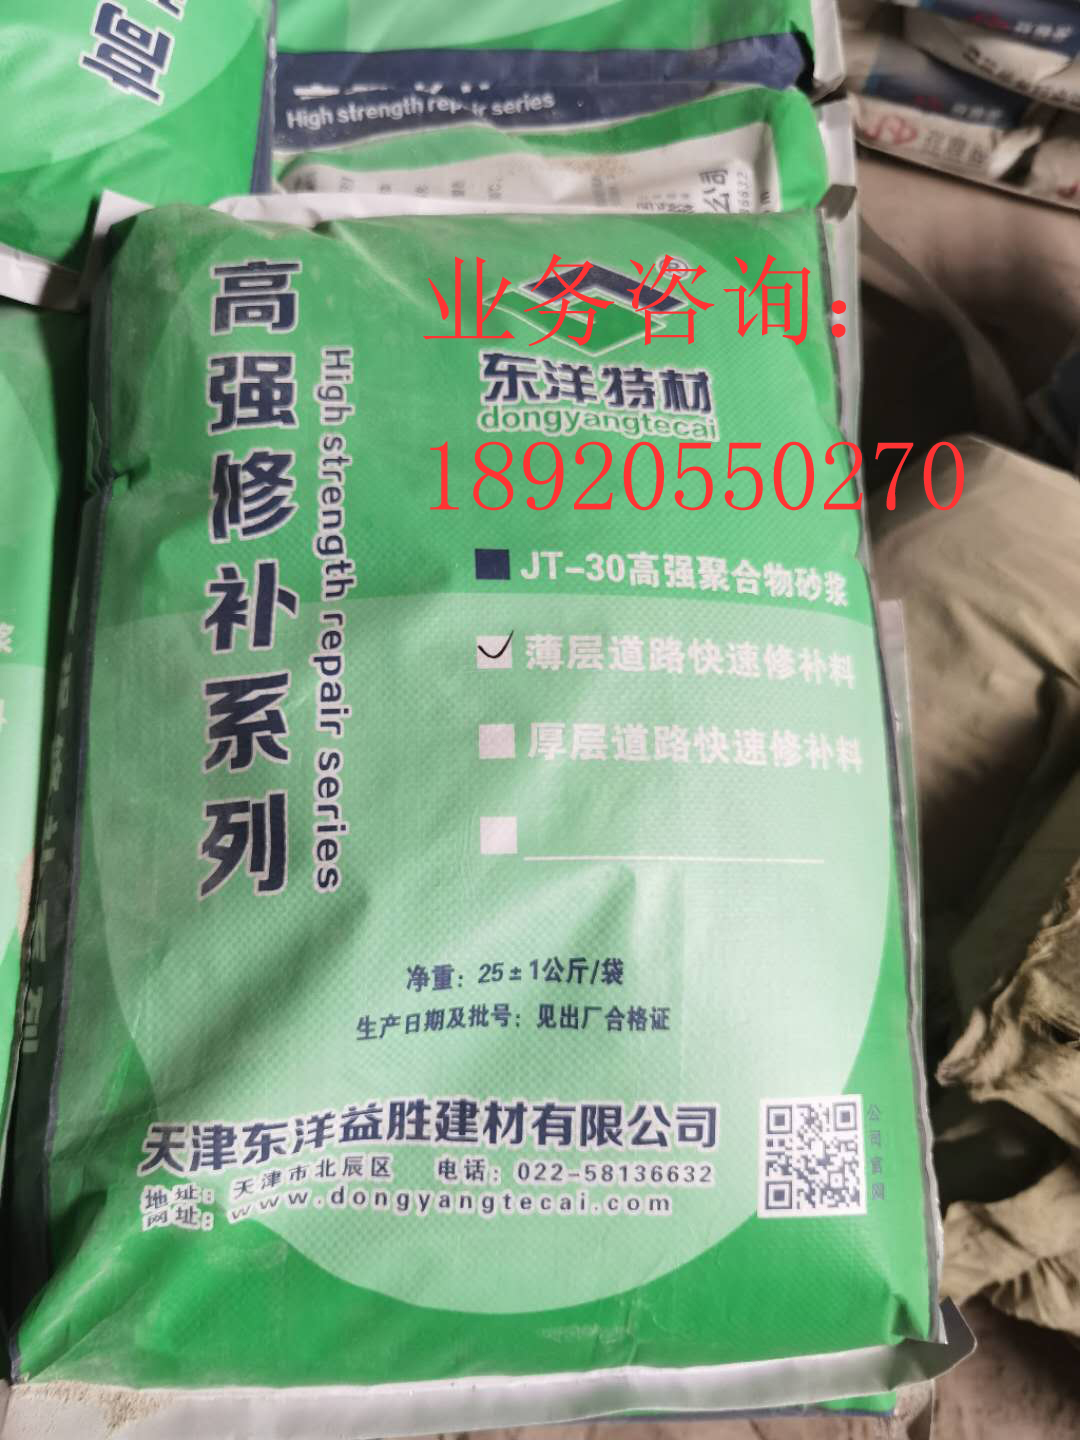 高
High strength repair series
公司
高强修补系列
High strength repair series
业务咨询:
®
东洋特材
dongyangtecai
18920550270
JT-30高强聚合物砂浆
薄层道路快速修补料
厚层道路快速修补料
净重：25±1公斤/袋
生产日期及批号：见出厂合格证
天津东洋益胜建材有限公司
地址：天津市北辰区 电话：022-58136632
网址：www.dongyangtecai.com
公司官网